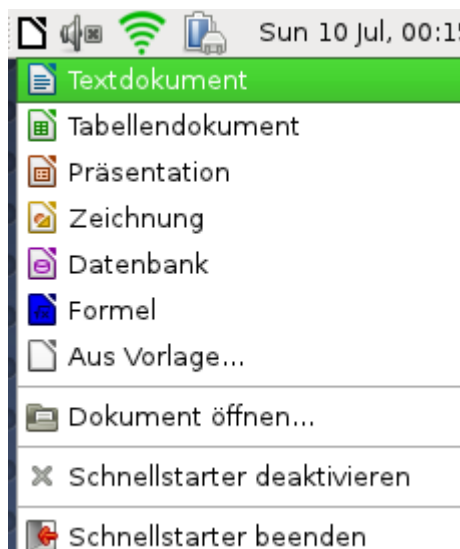 Sun 10 Jul, 00:15
Textdokument
Tabellendokument
Präsentation
Zeichnung
Datenbank
Formel
Aus Vorlage...
Dokument öffnen...
Schnellstarter deaktivieren
Schnellstarter beenden